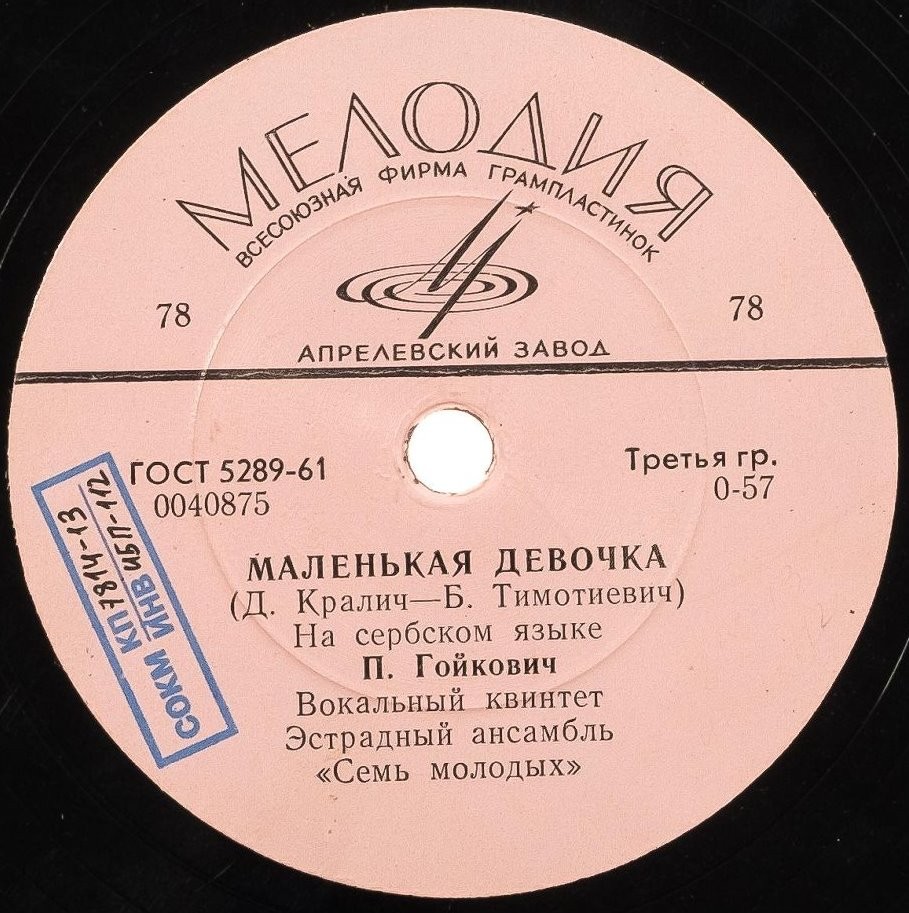 МЕЛОДИЯ
ВСЕСОЮЗНАЯ ФИРМА ГРАМПЛАСТИНОК
78
78
АПРЕЛЕВСКИЙ ЗАВОД
ГОСТ 5289-61
Третья гр.
0040875
0-57
МАЛЕНЬКАЯ ДЕВОЧКА
(Д. Кралич—Б. Тимотиевич)
На сербском языке
П. Гойкович
Вокальный квинтет
Эстрадный ансамбль
«Семь молодых»
СОКМ КП 7814-13
ИНВ ИБП-112